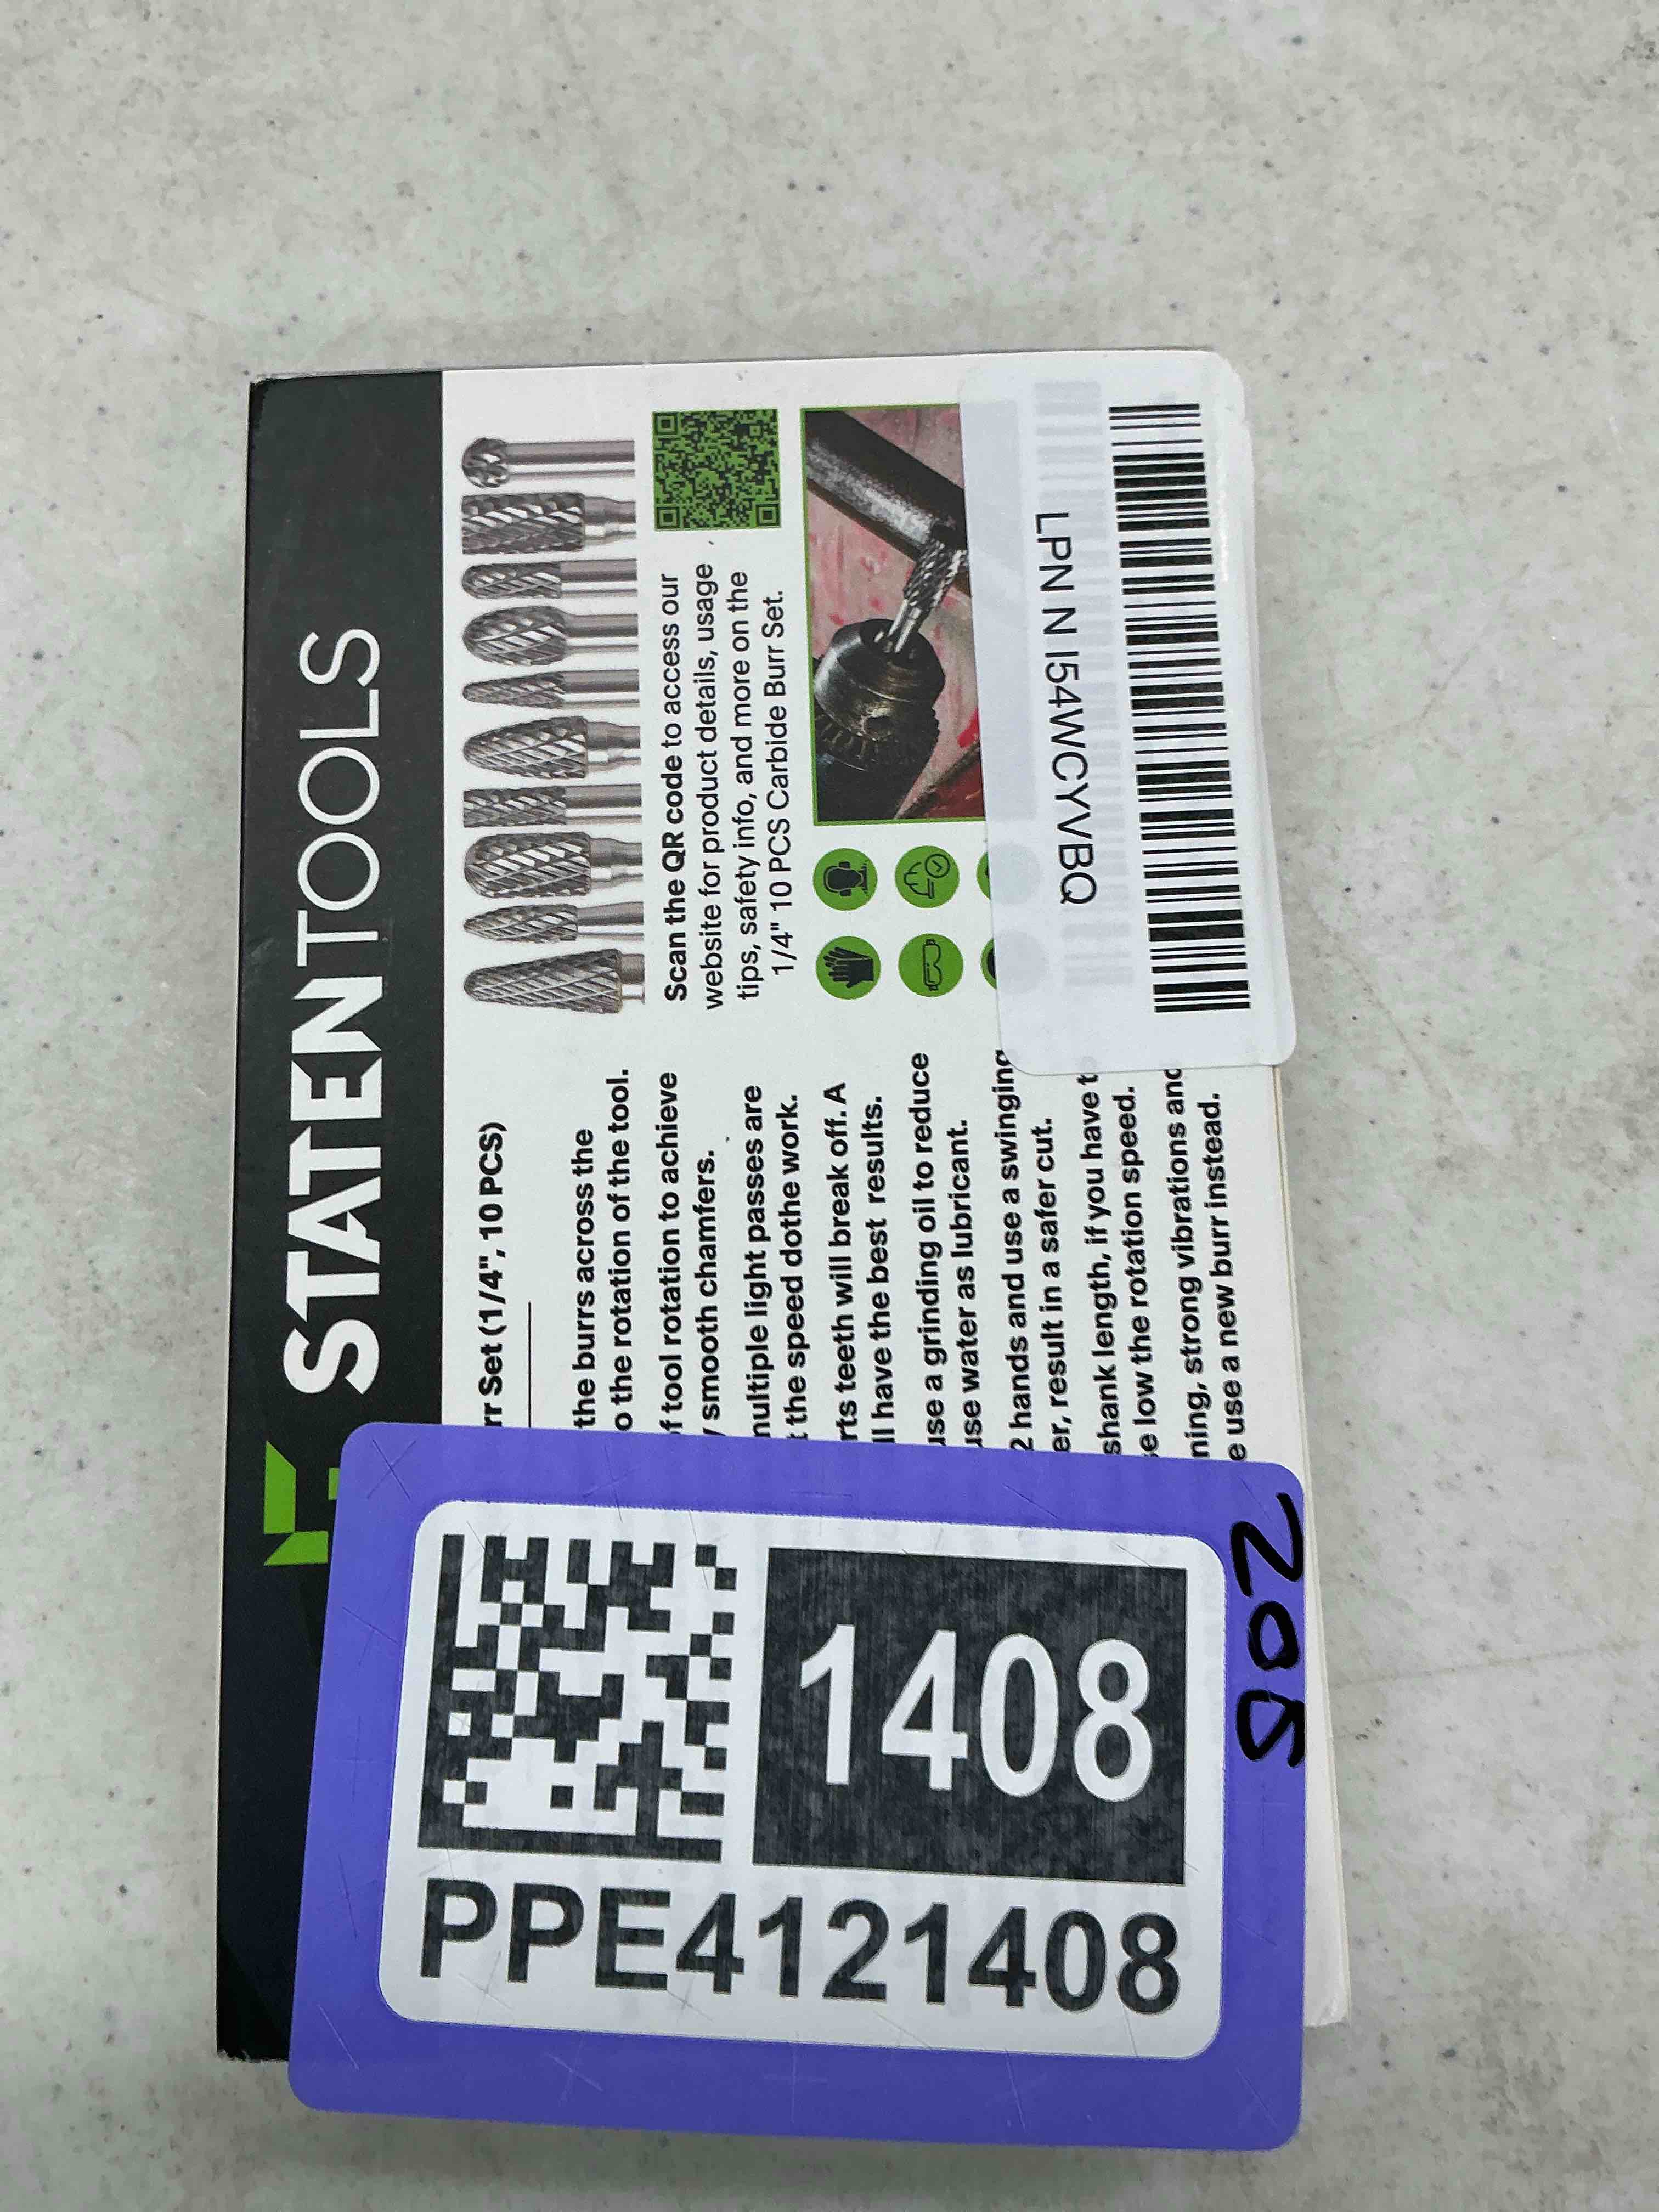 STATENTOOLS
rr Set (1/4", 10 PCS)
the burrs across the
o the rotation of the tool.
f tool rotation to achieve
smooth chamfers.
multiple light passes are
t the speed dothe work.
rts teeth will break off. A
ll have the best results.
use a grinding oil to reduce
use water as lubricant.
2 hands and use a swinging
er, result in a safer cut.
shank length, if you have t
e low the rotation speed.
ning, strong vibrations and
e use a new burr instead.
Scan the QR code to access our
website for product details, usage
tips, safety info, and more on the
1/4" 10 PCS Carbide Burr Set.
LPN N I54WCYVBQ
1408
PPE4121408